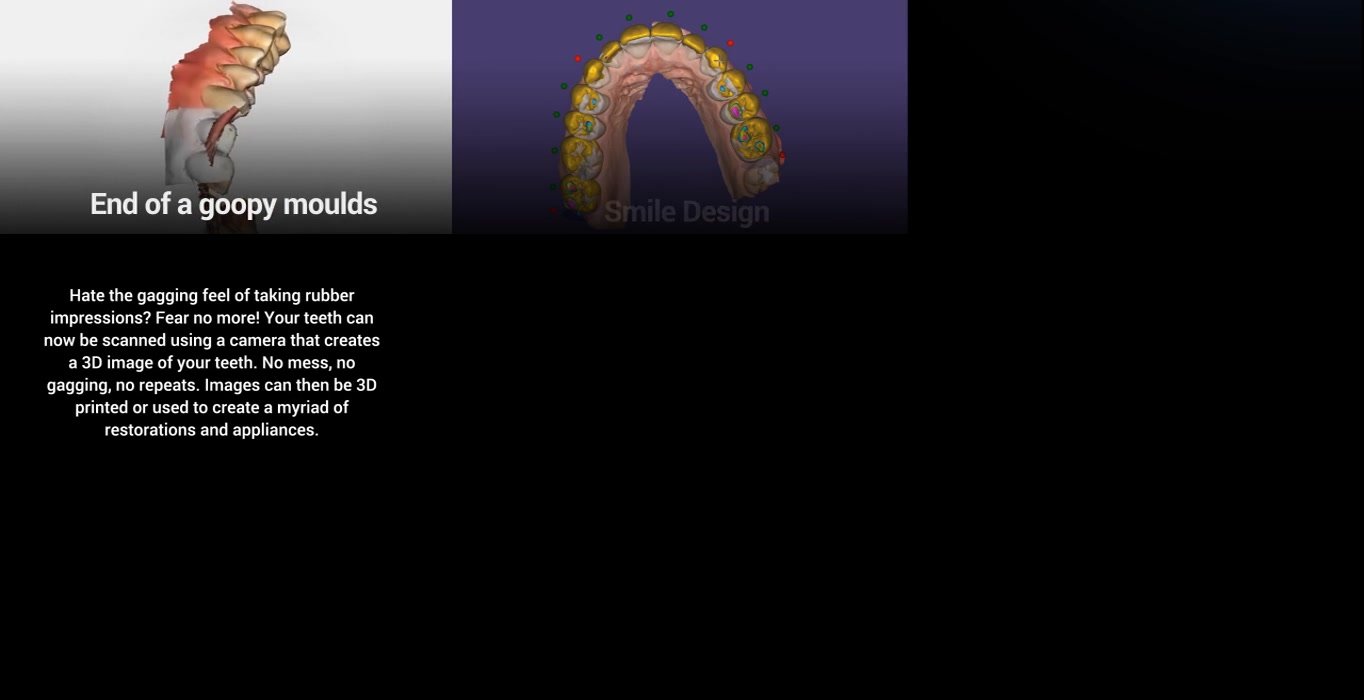 End of a goopy moulds
Smile Design
Hate the gagging feel of taking rubber
impressions? Fear no more! Your teeth can
now be scanned using a camera that creates
a 3D image of your teeth. No mess, no
gagging, no repeats. Images can then be 3D
printed or used to create a myriad of
restorations and appliances.